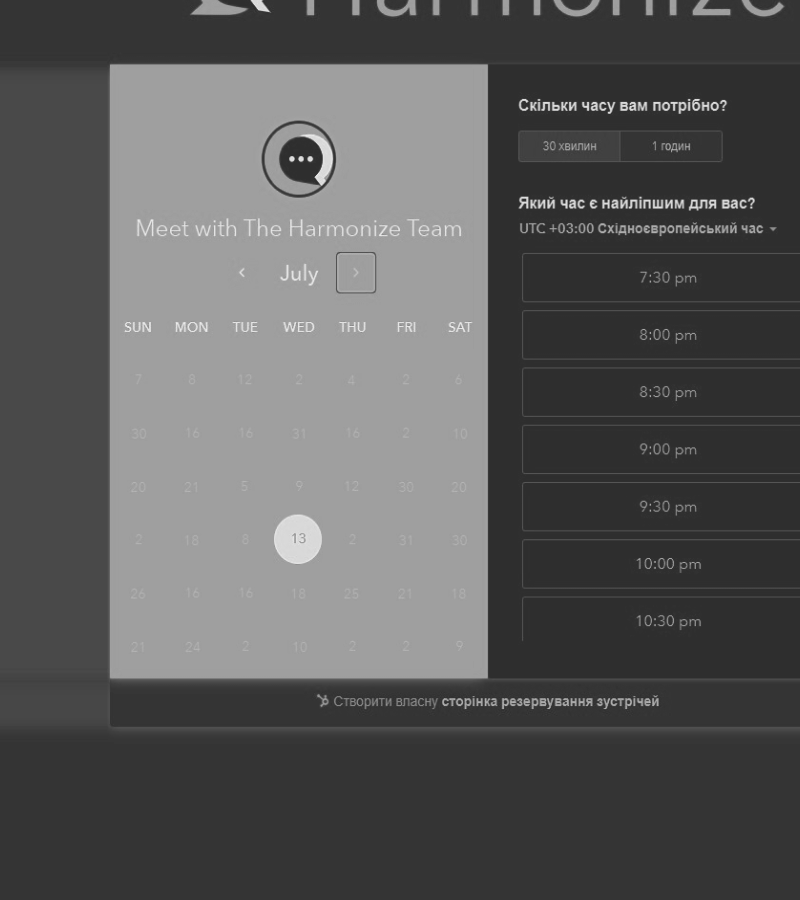 Harmonize
Meet with The Harmonize Team
July
SUN MON TUE WED THU FRI SAT
7 8 12 2 4 2 6
30 16 16 31 16 2 10
20 21 5 9 12 30 20
2 18 8 13 2 31 30
26 16 16 18 25 21 18
21 24 2 10 2 2 9
Скільки часу вам потрібно?
30 хвилин 1 годин
Який час є найліпшим для вас?
UTC +03:00 Східноєвропейський час
7:30 pm
8:00 pm
8:30 pm
9:00 pm
9:30 pm
10:00 pm
10:30 pm
Створити власну сторінка резервування зустрічей